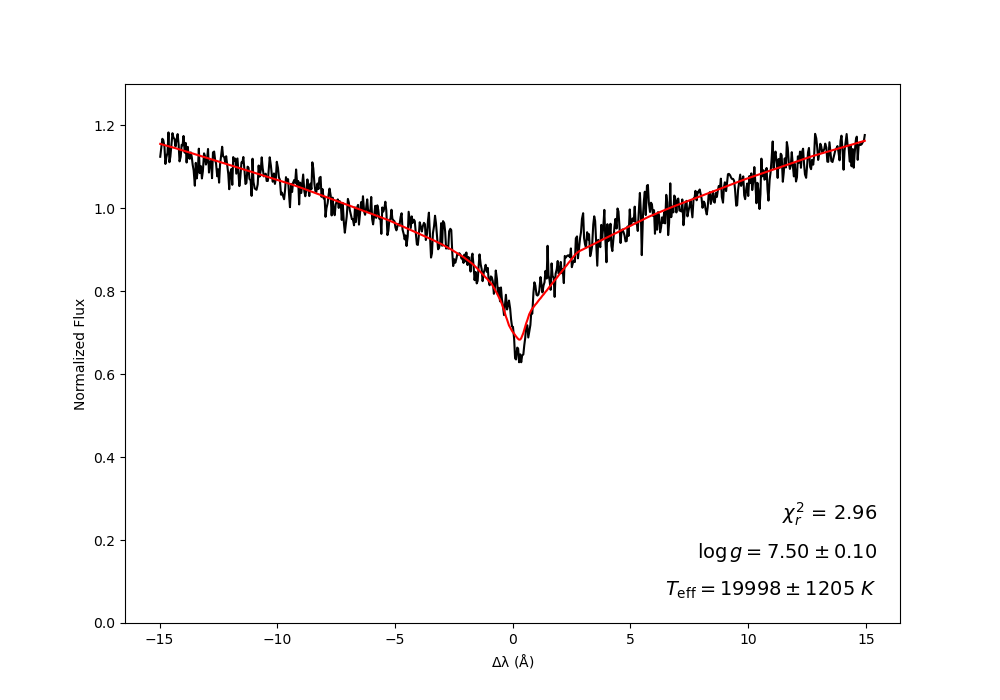 1.2
1.0
0.8
0.6
0.4
0.2
0.0
Normalized Flux
χ²ᵣ = 2.96
log g = 7.50 ± 0.10
T_eff = 19998 ± 1205 K
−15 −10 −5 0 5 10 15
Δλ (Å)